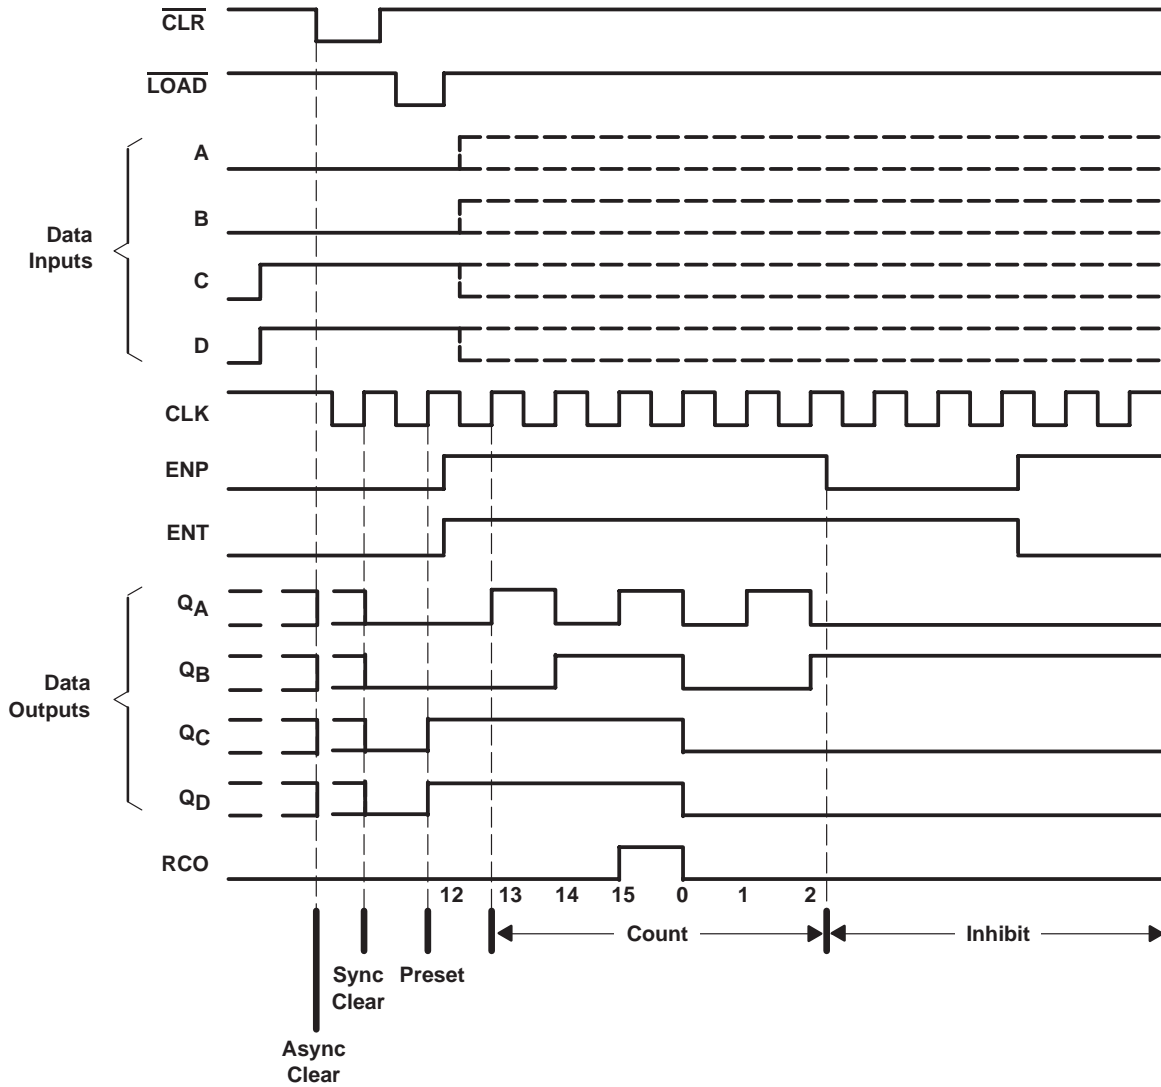 CLR
LOAD
A
B
Data
Inputs
C
D
CLK
ENP
ENT
QA
QB
Data
Outputs
QC
QD
RCO
12 13 14 15 0 1 2
Count
Inhibit
Sync
Clear
Preset
Async
Clear